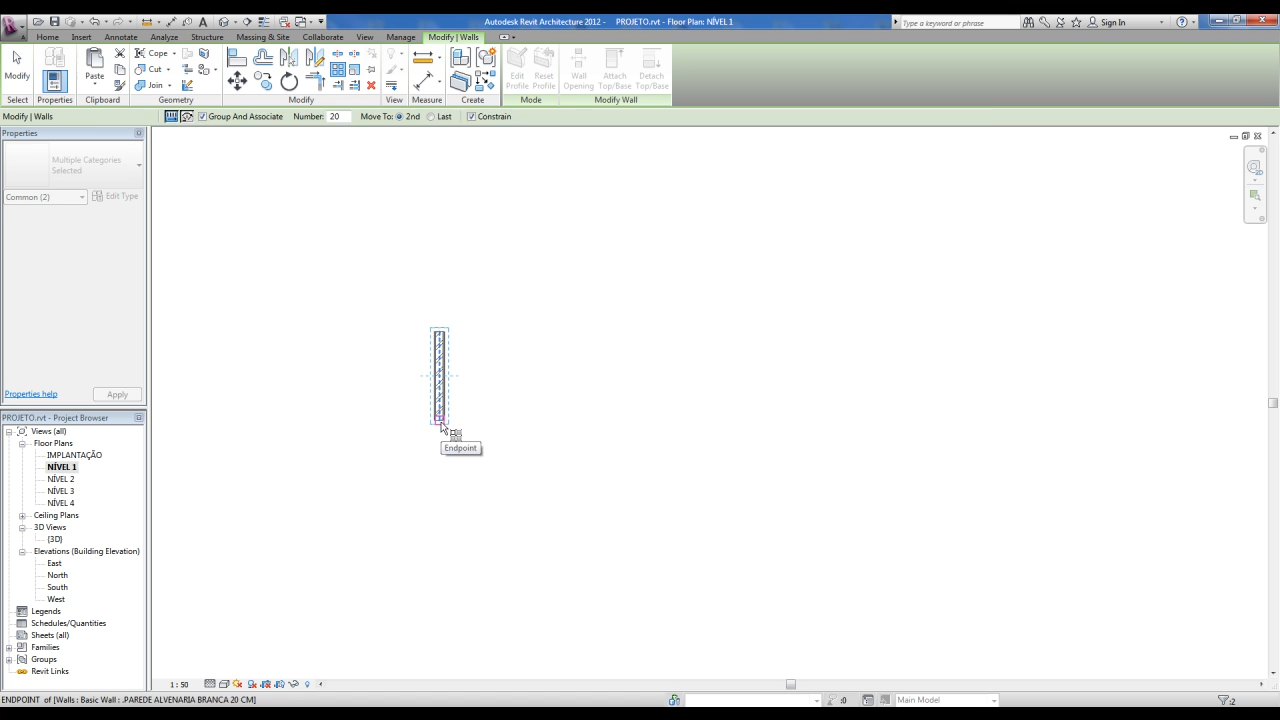 Autodesk Revit Architecture 2012 -    PROJETO.rvt - Floor Plan: NÍVEL 1
Type a keyword or phrase
Sign In
Home Insert Annotate Analyze Structure Massing & Site Collaborate View Manage Modify | Walls
Modify
Paste
Cope
Cut
Join
Edit Profile
Reset Profile
Wall Opening
Attach Top/Base
Detach Top/Base
Select Properties Clipboard Geometry Modify View Measure Create Mode Modify Wall
Modify | Walls
Group And Associate Number: 20 Move To: 2nd Last Constrain
Properties
Multiple Categories Selected
Common (2) Edit Type
Properties help Apply
PROJETO.rvt - Project Browser
Views (all)
Floor Plans
IMPLANTAÇÃO
NÍVEL 1
NÍVEL 2
NÍVEL 3
NÍVEL 4
Ceiling Plans
3D Views
{3D}
Elevations (Building Elevation)
East
North
South
West
Legends
Schedules/Quantities
Sheets (all)
Families
Groups
Revit Links
Endpoint
2D
1 : 50
ENDPOINT of [Walls : Basic Wall : .PAREDE ALVENARIA BRANCA 20 CM]
:0
Main Model
:2